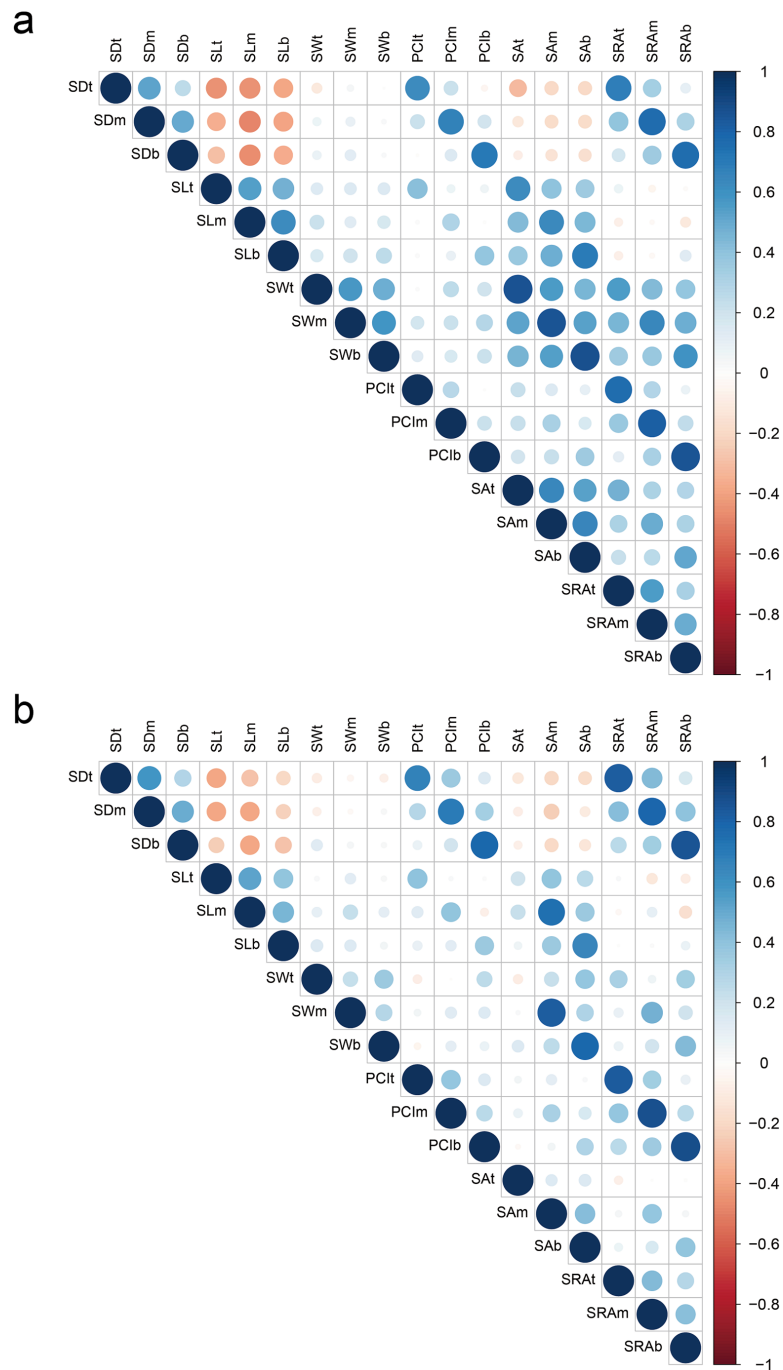 a
SDt SDm SDb SLt SLm SLb SWt SWm SWb PCIt PCIm PCIb SAt SAm SAb SRAt SRAm SRAb
SDt
1
SDm
0.8
SDb
SLt
0.6
SLm
SLb
0.4
SWt
SWm
0.2
SWb
0
PCIt
PCIm
−0.2
PCIb
SAt
−0.4
SAm
SAb
−0.6
SRAt
SRAm
−0.8
SRAb
−1
b
SDt SDm SDb SLt SLm SLb SWt SWm SWb PCIt PCIm PCIb SAt SAm SAb SRAt SRAm SRAb
SDt
1
SDm
0.8
SDb
SLt
0.6
SLm
SLb
0.4
SWt
SWm
0.2
SWb
0
PCIt
PCIm
−0.2
PCIb
SAt
−0.4
SAm
SAb
−0.6
SRAt
SRAm
−0.8
SRAb
−1